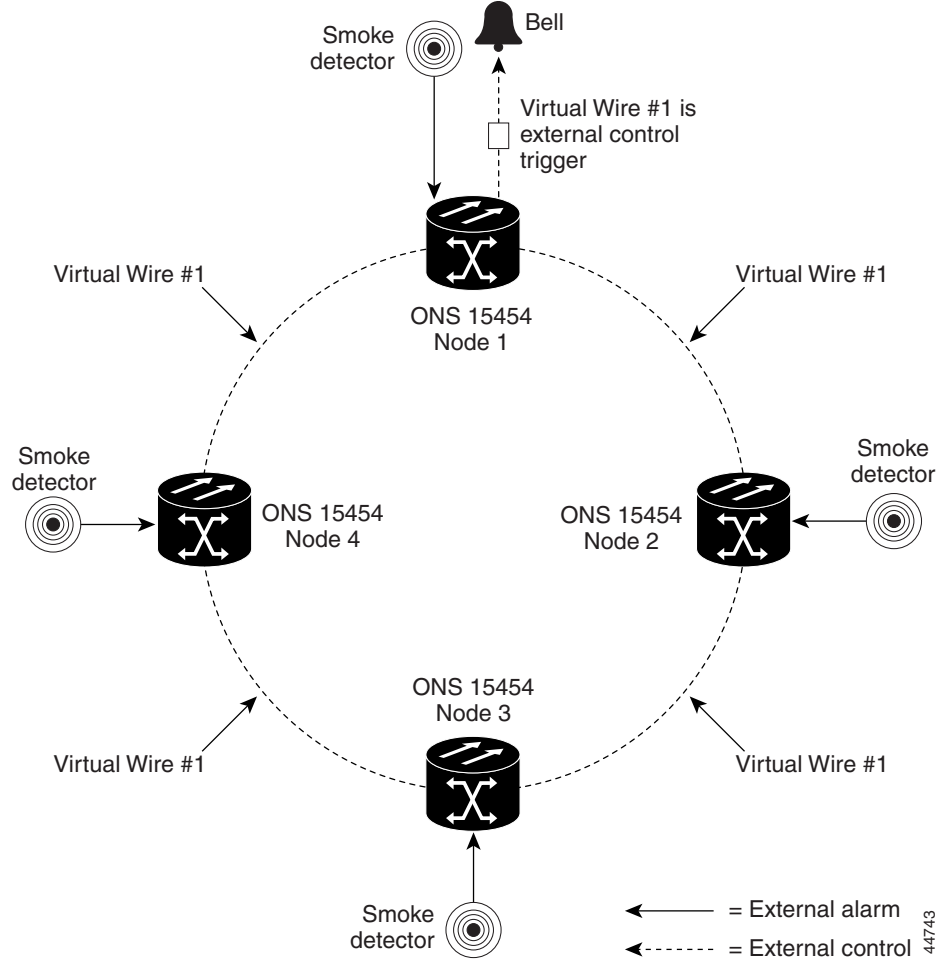 Smoke
detector
Bell
Virtual Wire #1 is
external control
trigger
Virtual Wire #1
Virtual Wire #1
ONS 15454
Node 1
Smoke
detector
ONS 15454
Node 4
ONS 15454
Node 2
Smoke
detector
ONS 15454
Node 3
Virtual Wire #1
Virtual Wire #1
Smoke
detector
= External alarm
= External control
44743